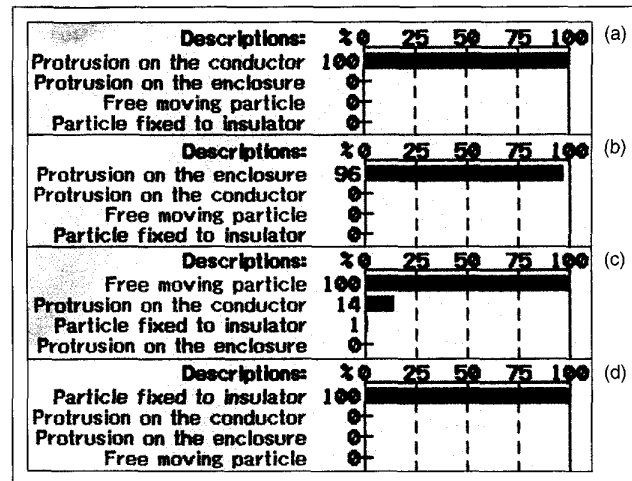 Descriptions: % 0 25 50 75 100 (a)
Protrusion on the conductor 100
Protrusion on the enclosure 0
Free moving particle 0
Particle fixed to insulator 0
Descriptions: % 0 25 50 75 100 (b)
Protrusion on the enclosure 96
Protrusion on the conductor 0
Free moving particle 0
Particle fixed to insulator 0
Descriptions: % 0 25 50 75 100 (c)
Free moving particle 100
Protrusion on the conductor 14
Particle fixed to insulator 1
Protrusion on the enclosure 0
Descriptions: % 0 25 50 75 100 (d)
Particle fixed to insulator 100
Protrusion on the conductor 0
Protrusion on the enclosure 0
Free moving particle 0